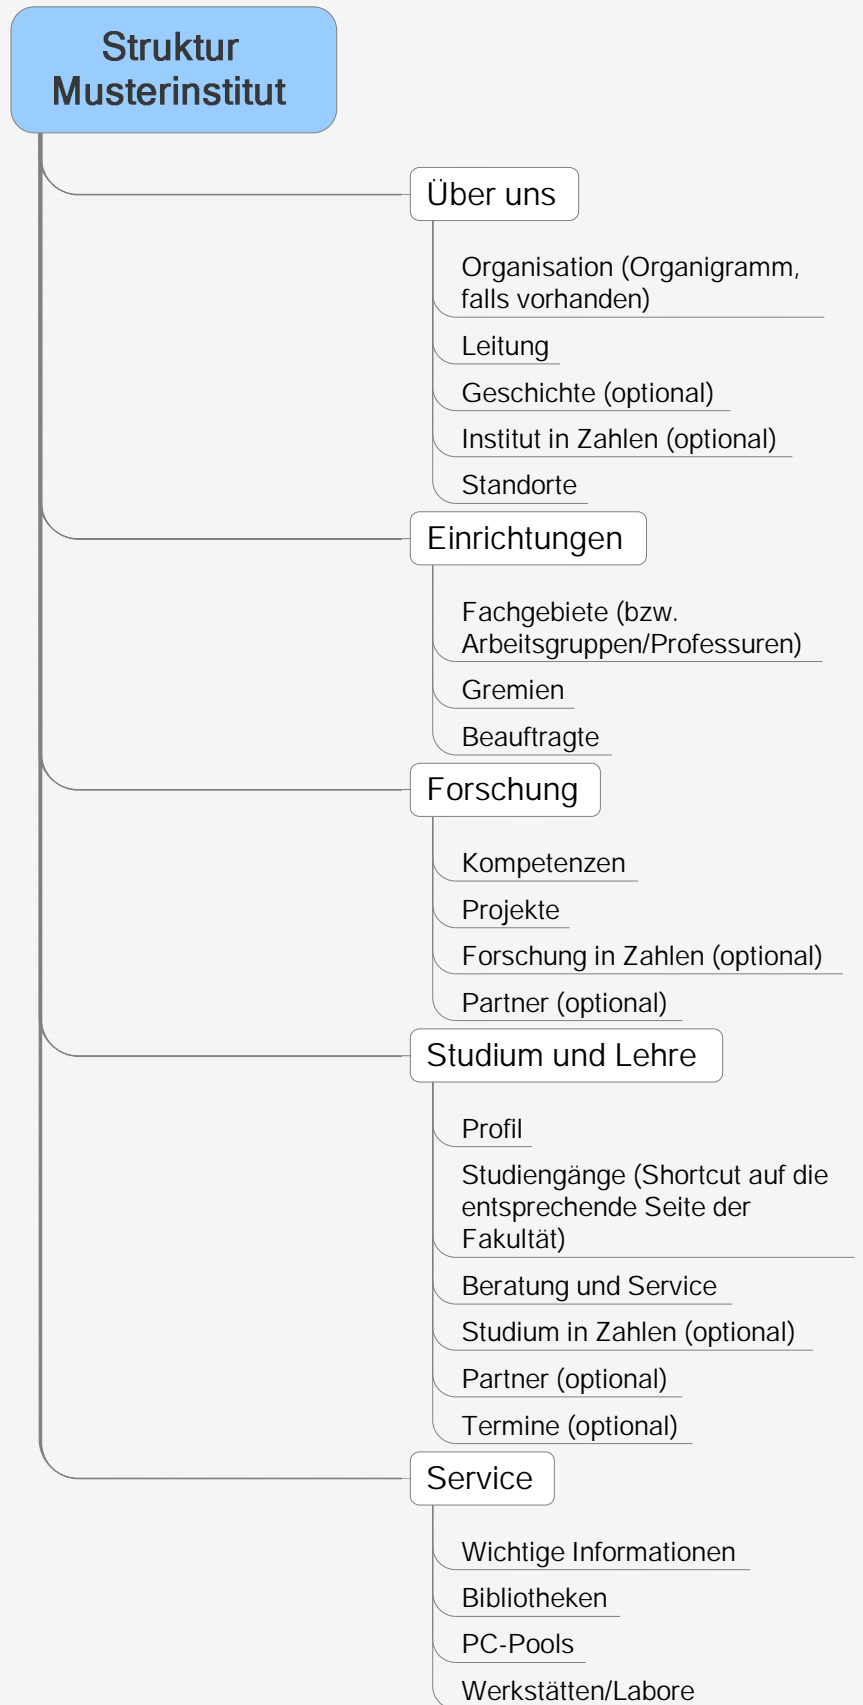 Struktur
Musterinstitut
Über uns
Organisation (Organigramm,
falls vorhanden)
Leitung
Geschichte (optional)
Institut in Zahlen (optional)
Standorte
Einrichtungen
Fachgebiete (bzw.
Arbeitsgruppen/Professuren)
Gremien
Beauftragte
Forschung
Kompetenzen
Projekte
Forschung in Zahlen (optional)
Partner (optional)
Studium und Lehre
Profil
Studiengänge (Shortcut auf die
entsprechende Seite der
Fakultät)
Beratung und Service
Studium in Zahlen (optional)
Partner (optional)
Termine (optional)
Service
Wichtige Informationen
Bibliotheken
PC-Pools
Werkstätten/Labore